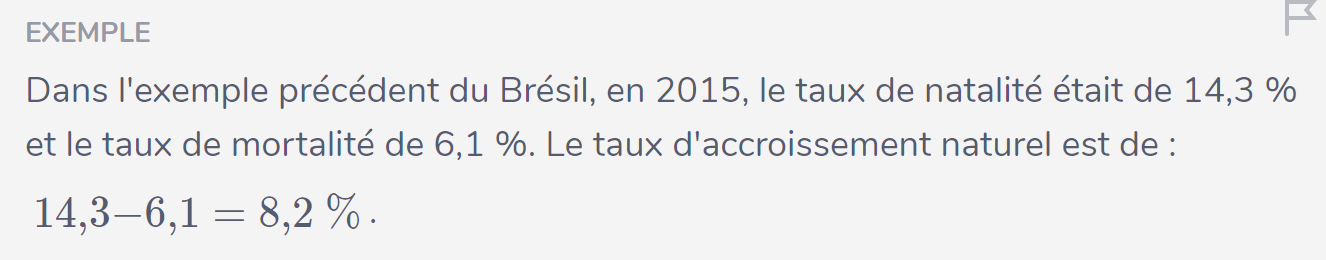 EXEMPLE
Dans l'exemple précédent du Brésil, en 2015, le taux de natalité était de 14,3 %
et le taux de mortalité de 6,1 %. Le taux d'accroissement naturel est de :
14,3−6,1 = 8,2 % .